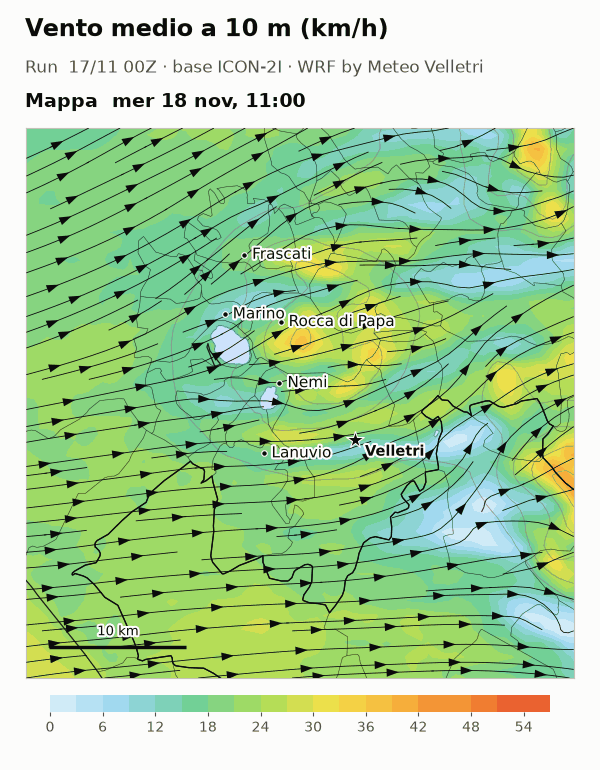 Vento medio a 10 m (km/h)
Run  17/11 00Z · base ICON-2I · WRF by Meteo Velletri
Mappa  mer 18 nov, 11:00
Frascati
Marino
Rocca di Papa
Nemi
Velletri
Lanuvio
10 km
0 6 12 18 24 30 36 42 48 54